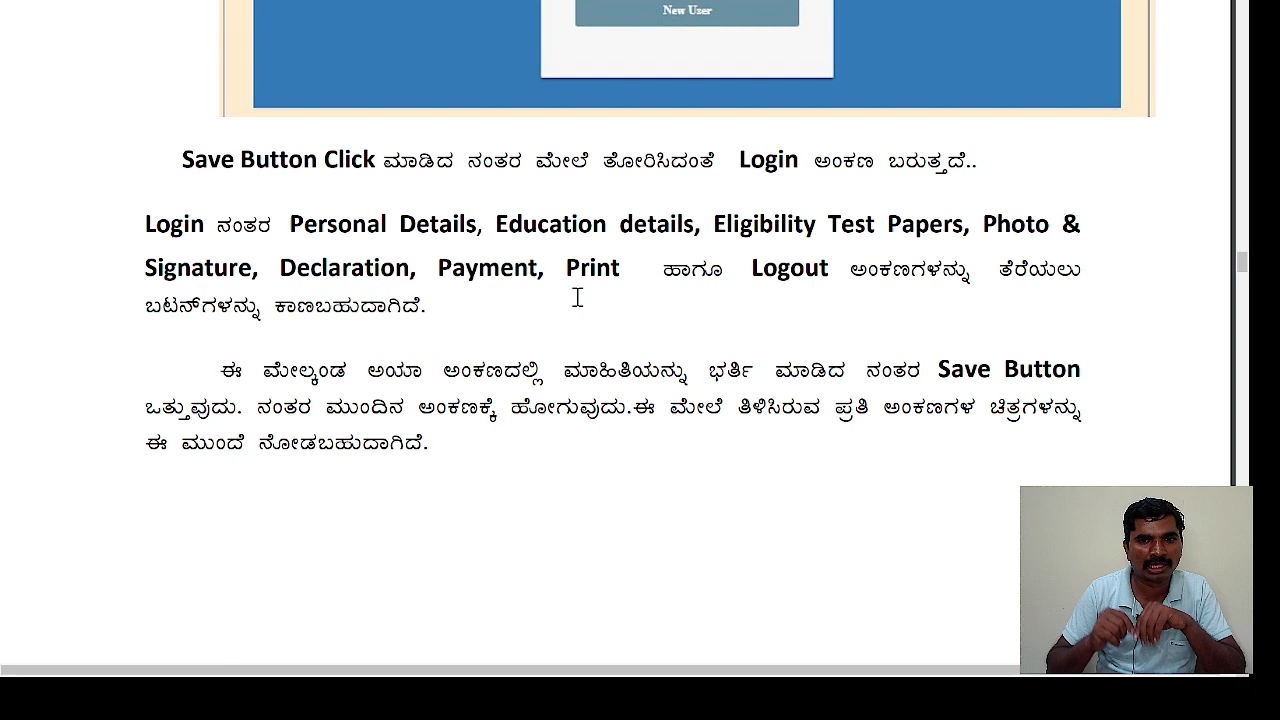 New User
Save Button Click ಮಾಡಿದ ನಂತರ ಮೇಲೆ ತೋರಿಸಿದಂತೆ Login ಅಂಕಣ ಬರುತ್ತದೆ..
Login ನಂತರ Personal Details, Education details, Eligibility Test Papers, Photo &
Signature, Declaration, Payment, Print ಹಾಗೂ Logout ಅಂಕಣಗಳನ್ನು ತೆರೆಯಲು
ಬಟನ್‌ಗಳನ್ನು ಕಾಣಬಹುದಾಗಿದೆ.
ಈ ಮೇಲ್ಕಂಡ ಅಯಾ ಅಂಕಣದಲ್ಲಿ ಮಾಹಿತಿಯನ್ನು ಭರ್ತಿ ಮಾಡಿದ ನಂತರ Save Button
ಒತ್ತುವುದು. ನಂತರ ಮುಂದಿನ ಅಂಕಣಕ್ಕೆ ಹೋಗುವುದು.ಈ ಮೇಲೆ ತಿಳಿಸಿರುವ ಪ್ರತಿ ಅಂಕಣಗಳ ಚಿತ್ರಗಳನ್ನು
ಈ ಮುಂದೆ ನೋಡಬಹುದಾಗಿದೆ.